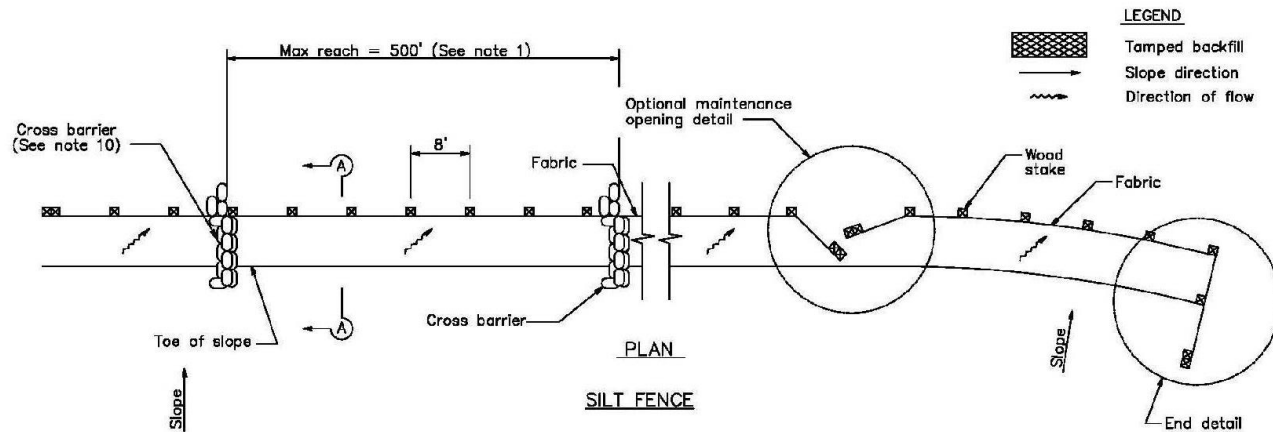 LEGEND
Tamped backfill
Slope direction
Direction of flow
Max reach = 500' (See note 1)
Optional maintenance
opening detail
Cross barrier
(See note 10)
8'
A
Fabric
Wood
stake
Fabric
Cross barrier
A
Toe of slope
PLAN
Slope
Slope
SILT FENCE
End detail